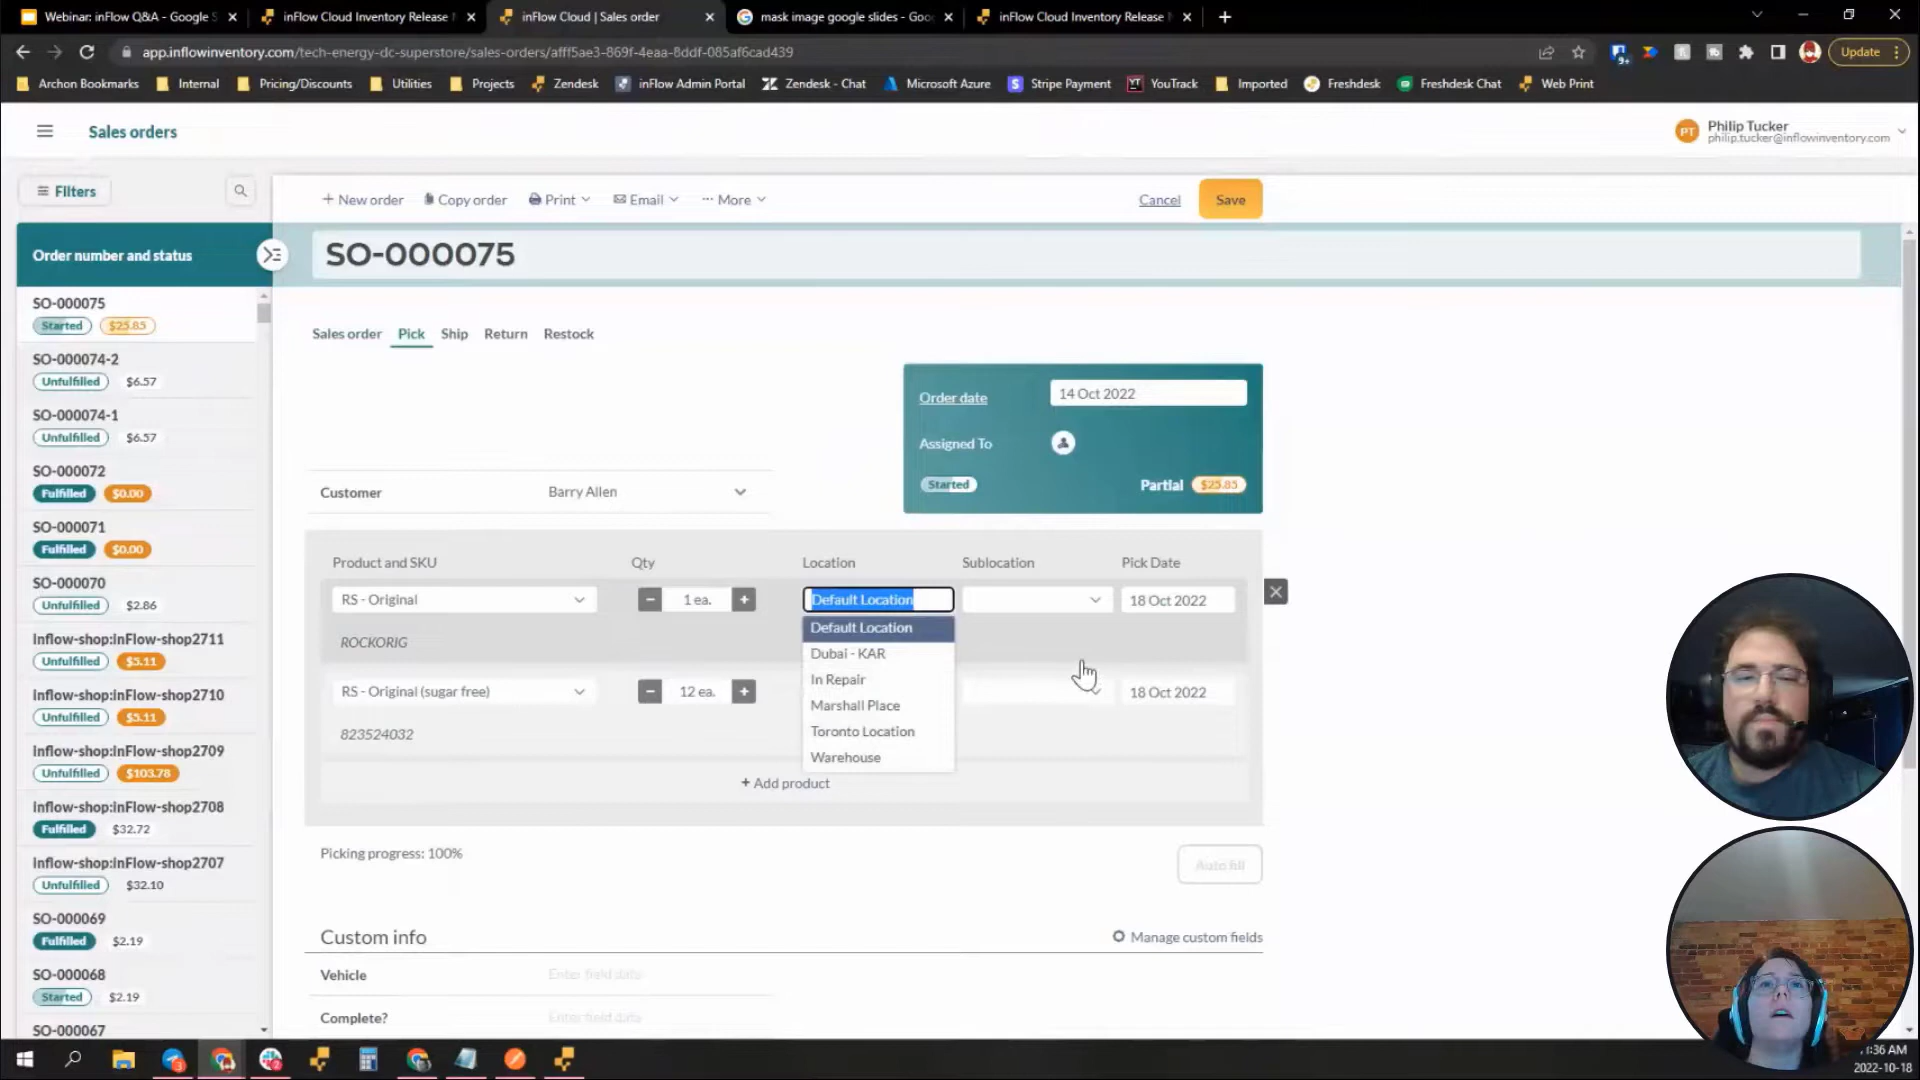 Webinar: inFlow Q&A - Google S
inFlow Cloud Inventory Release N
inFlow Cloud | Sales order
mask image google slides - Goo
inFlow Cloud Inventory Release N
app.inflowinventory.com/tech-energy-dc-superstore/sales-orders/afff5ae3-869f-4eaa-8ddf-085af6cad439
Update
Archon Bookmarks
Internal
Pricing/Discounts
Utilities
Projects
Zendesk
inFlow Admin Portal
Zendesk - Chat
Microsoft Azure
Stripe Payment
YouTrack
Imported
Freshdesk
Freshdesk Chat
Web Print
Sales orders
PT
Philip Tucker
philip.tucker@inflowinventory.com
Filters
+ New order
Copy order
Print
Email
··· More
Cancel
Save
Order number and status
SO-000075
SO-000075
Started $25.85
SO-000074-2
Unfulfilled $6.57
SO-000074-1
Unfulfilled $6.57
SO-000072
Fulfilled $0.00
SO-000071
Fulfilled $0.00
SO-000070
Unfulfilled $2.86
inflow-shop:inFlow-shop2711
Unfulfilled $5.11
inflow-shop:inFlow-shop2710
Unfulfilled $5.11
inflow-shop:inFlow-shop2709
Unfulfilled $103.78
inflow-shop:inFlow-shop2708
Fulfilled $32.72
inflow-shop:inFlow-shop2707
Unfulfilled $32.10
SO-000069
Fulfilled $2.19
SO-000068
Started $2.19
SO-000067
Sales order Pick Ship Return Restock
Order date 14 Oct 2022
Assigned To
Started Partial $25.85
Customer Barry Allen
Product and SKU Qty Location Sublocation Pick Date
RS - Original 1 ea. Default Location 18 Oct 2022
ROCKORIG
RS - Original (sugar free) 12 ea. 18 Oct 2022
823524032
Default Location
Dubai - KAR
In Repair
Marshall Place
Toronto Location
Warehouse
+ Add product
Picking progress: 100%
Auto fill
Custom info
Manage custom fields
Vehicle Enter field data
Complete? Enter field data
:36 AM
2022-10-18